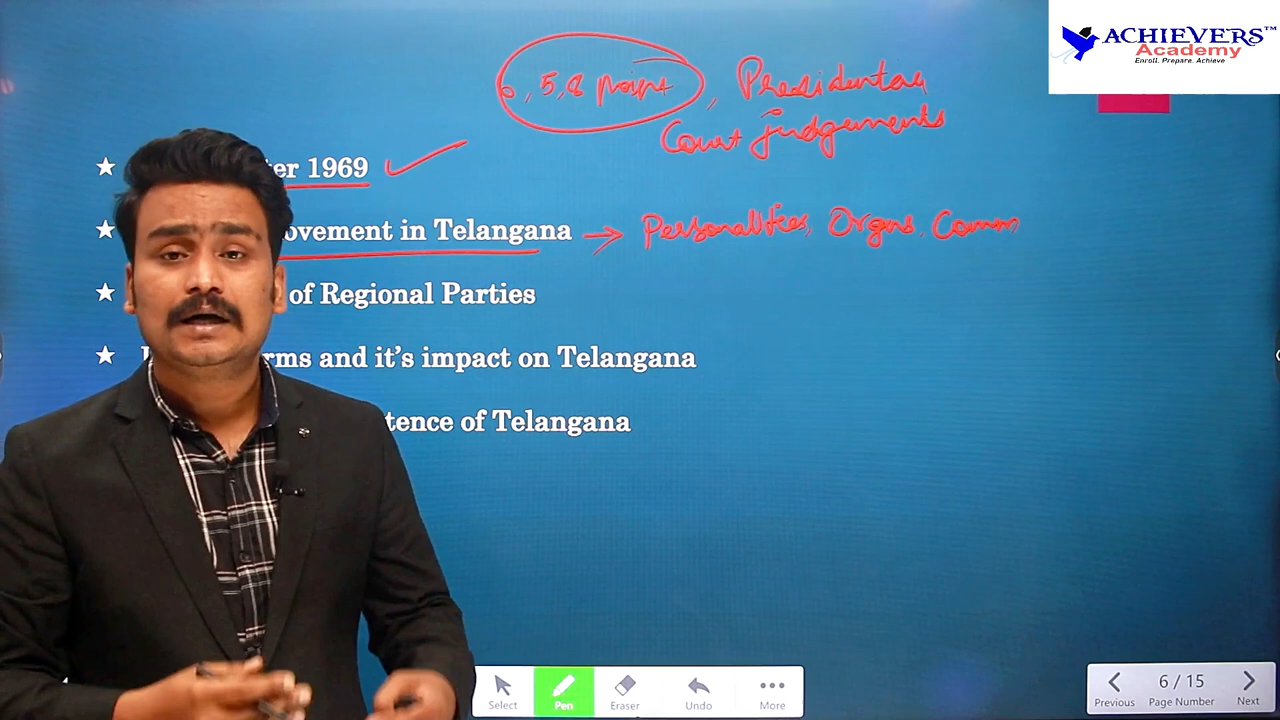 ACHIEVERS™
Academy
Enroll. Prepare. Achieve
6, 5, 8 point, Presidential
Court judgements
ter 1969
ovement in Telangana → Personalities, Organs, Comm
of Regional Parties
rms and it's impact on Telangana
tence of Telangana
Select
Pen
Eraser
Undo
More
6 / 15
Previous
Page Number
Next